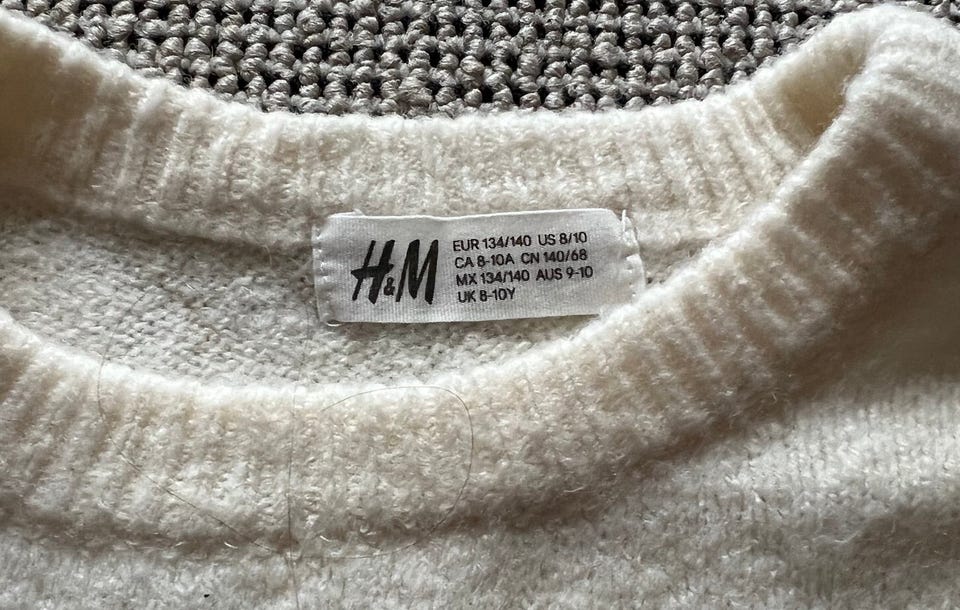 H&M
EUR 134/140 US 8/10
CA 8-10A CN 140/68
MX 134/140 AUS 9-10
UK 8-10Y